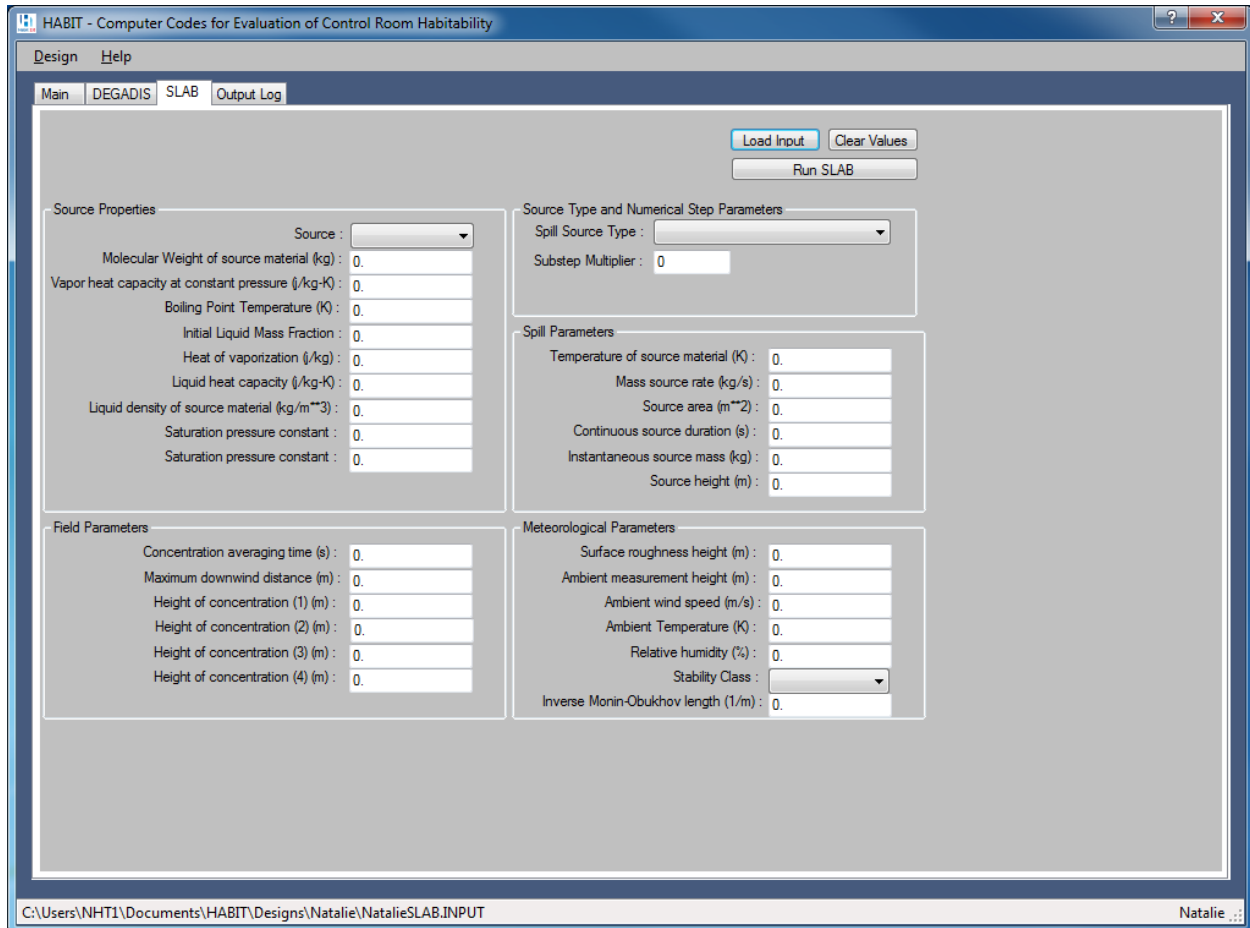 HABIT - Computer Codes for Evaluation of Control Room Habitability
Design Help
Main DEGADIS SLAB Output Log
Load Input Clear Values
Run SLAB
Source Properties
Source :
Molecular Weight of source material (kg) : 0.
Vapor heat capacity at constant pressure (j/kg-K) : 0.
Boiling Point Temperature (K) : 0.
Initial Liquid Mass Fraction : 0.
Heat of vaporization (j/kg) : 0.
Liquid heat capacity (j/kg-K) : 0.
Liquid density of source material (kg/m**3) : 0.
Saturation pressure constant : 0.
Saturation pressure constant : 0.
Source Type and Numerical Step Parameters
Spill Source Type :
Substep Multiplier : 0
Spill Parameters
Temperature of source material (K) : 0.
Mass source rate (kg/s) : 0.
Source area (m**2) : 0.
Continuous source duration (s) : 0.
Instantaneous source mass (kg) : 0.
Source height (m) : 0.
Field Parameters
Concentration averaging time (s) : 0.
Maximum downwind distance (m) : 0.
Height of concentration (1) (m) : 0.
Height of concentration (2) (m) : 0.
Height of concentration (3) (m) : 0.
Height of concentration (4) (m) : 0.
Meteorological Parameters
Surface roughness height (m) : 0.
Ambient measurement height (m) : 0.
Ambient wind speed (m/s) : 0.
Ambient Temperature (K) : 0.
Relative humidity (%) : 0.
Stability Class :
Inverse Monin-Obukhov length (1/m) : 0.
C:\Users\NHT1\Documents\HABIT\Designs\Natalie\NatalieSLAB.INPUT Natalie